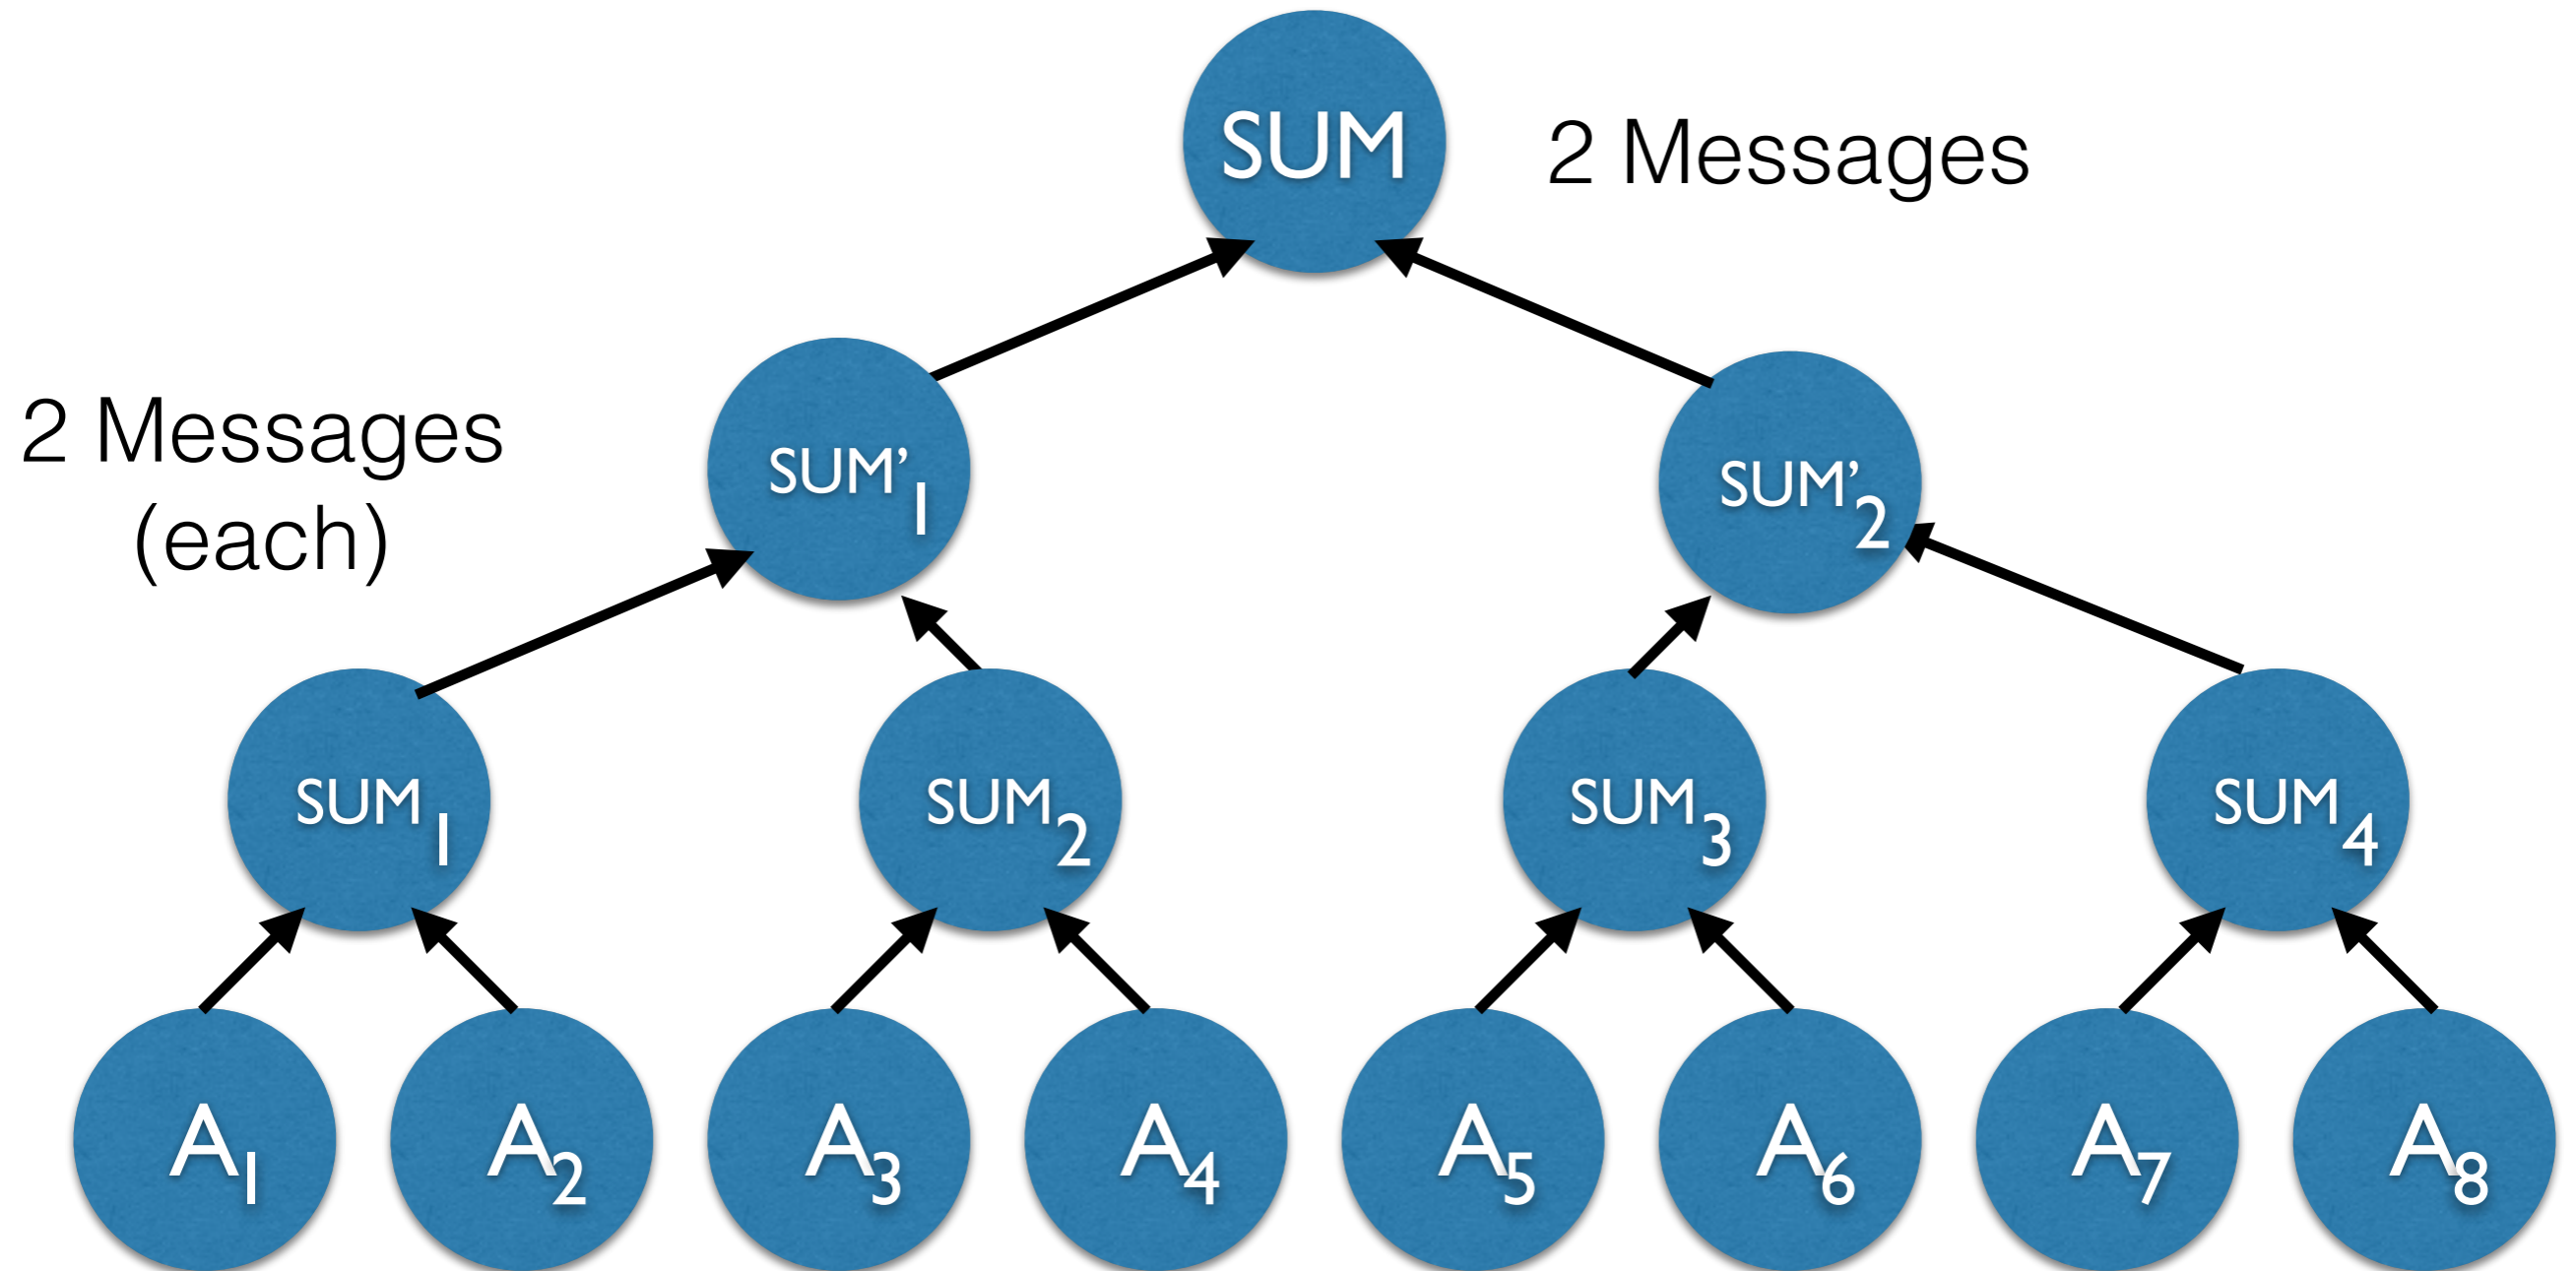 SUM
2 Messages
2 Messages
(each)
SUM'1
SUM'2
SUM1
SUM2
SUM3
SUM4
A1
A2
A3
A4
A5
A6
A7
A8